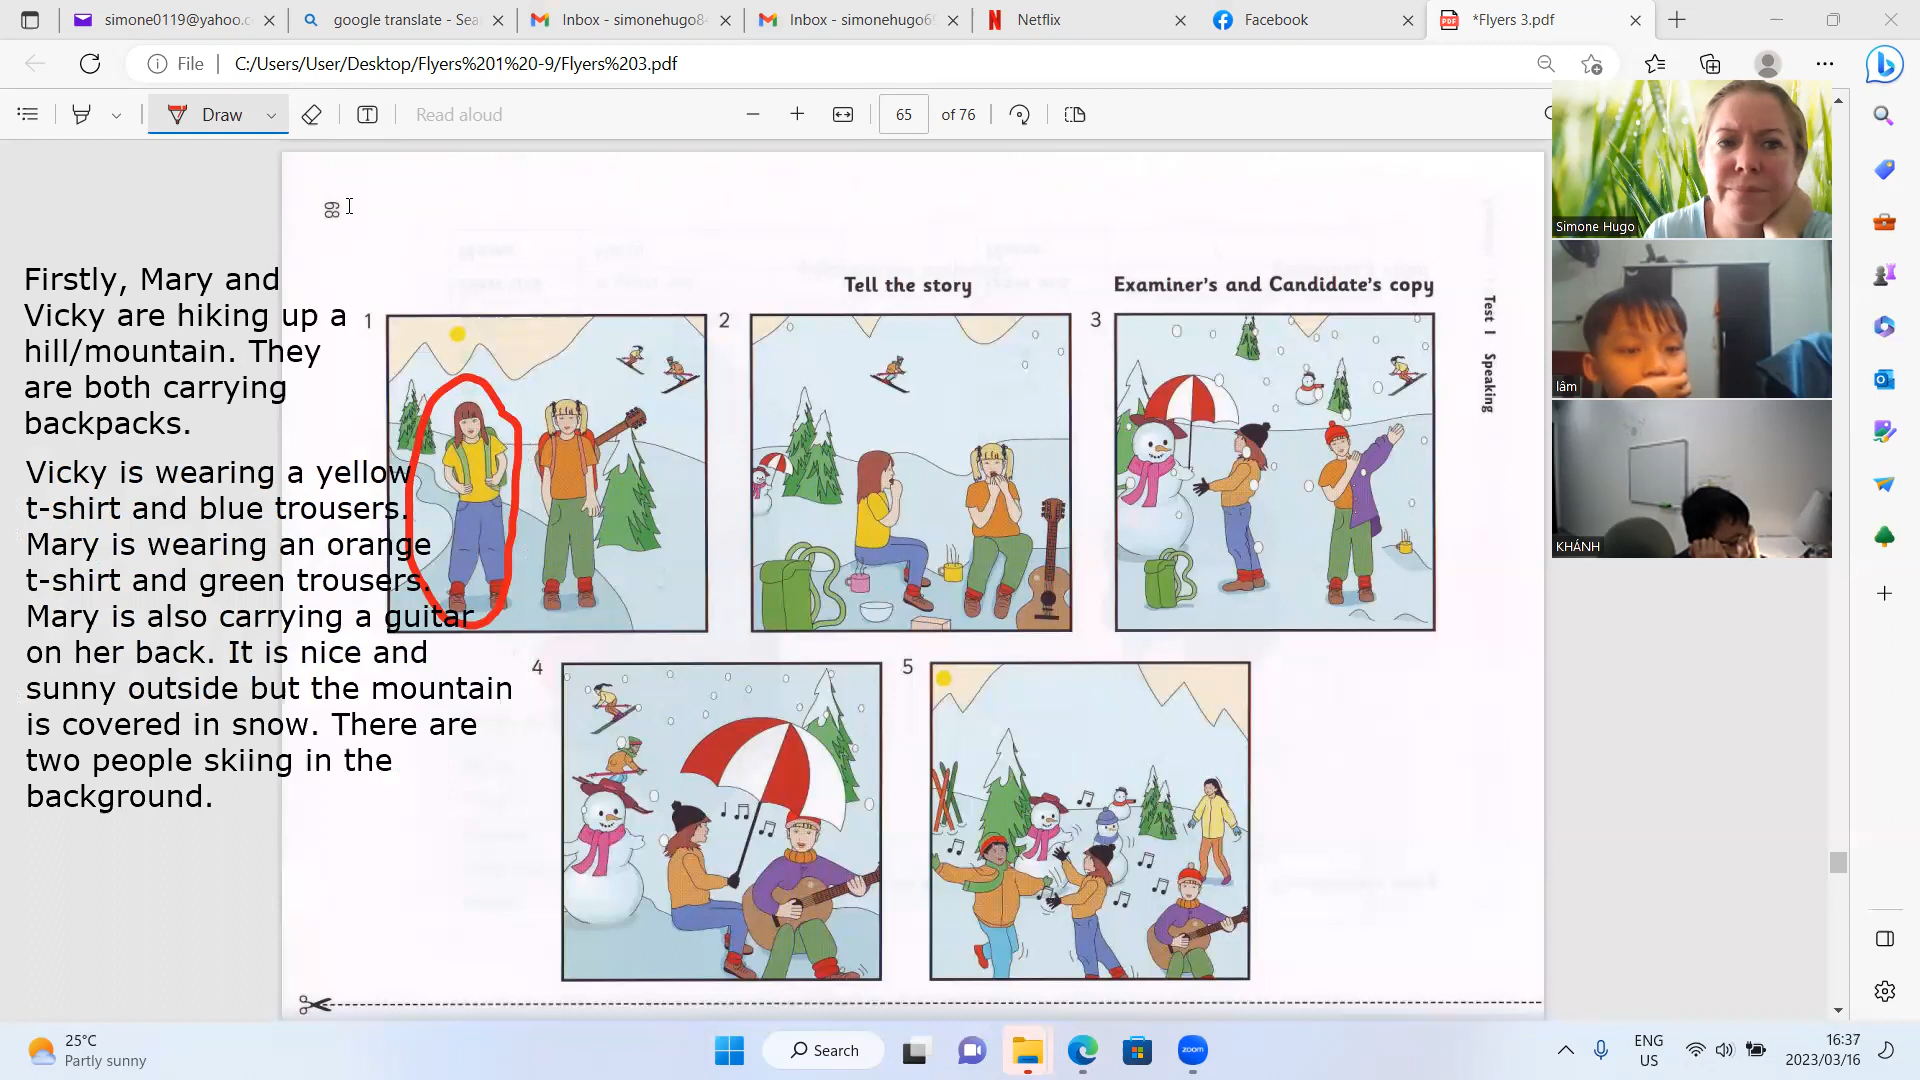 simone0119@yahoo.c
google translate - Sea
Inbox - simonehugo8
Inbox - simonehugo6
Netflix
Facebook
*Flyers 3.pdf
File
C:/Users/User/Desktop/Flyers%201%20-9/Flyers%203.pdf
Draw
Read aloud
65
of 76
68
Tell the story
Examiner's and Candidate's copy
Test 1 Speaking
Firstly, Mary and
Vicky are hiking up a
hill/mountain. They
are both carrying
backpacks.
Vicky is wearing a yellow
t-shirt and blue trousers.
Mary is wearing an orange
t-shirt and green trousers.
Mary is also carrying a guitar
on her back. It is nice and
sunny outside but the mountain
is covered in snow. There are
two people skiing in the
background.
1
2
3
4
5
Simone Hugo
lâm
KHÁNH
25°C
Partly sunny
Search
zoom
ENG
US
16:37
2023/03/16